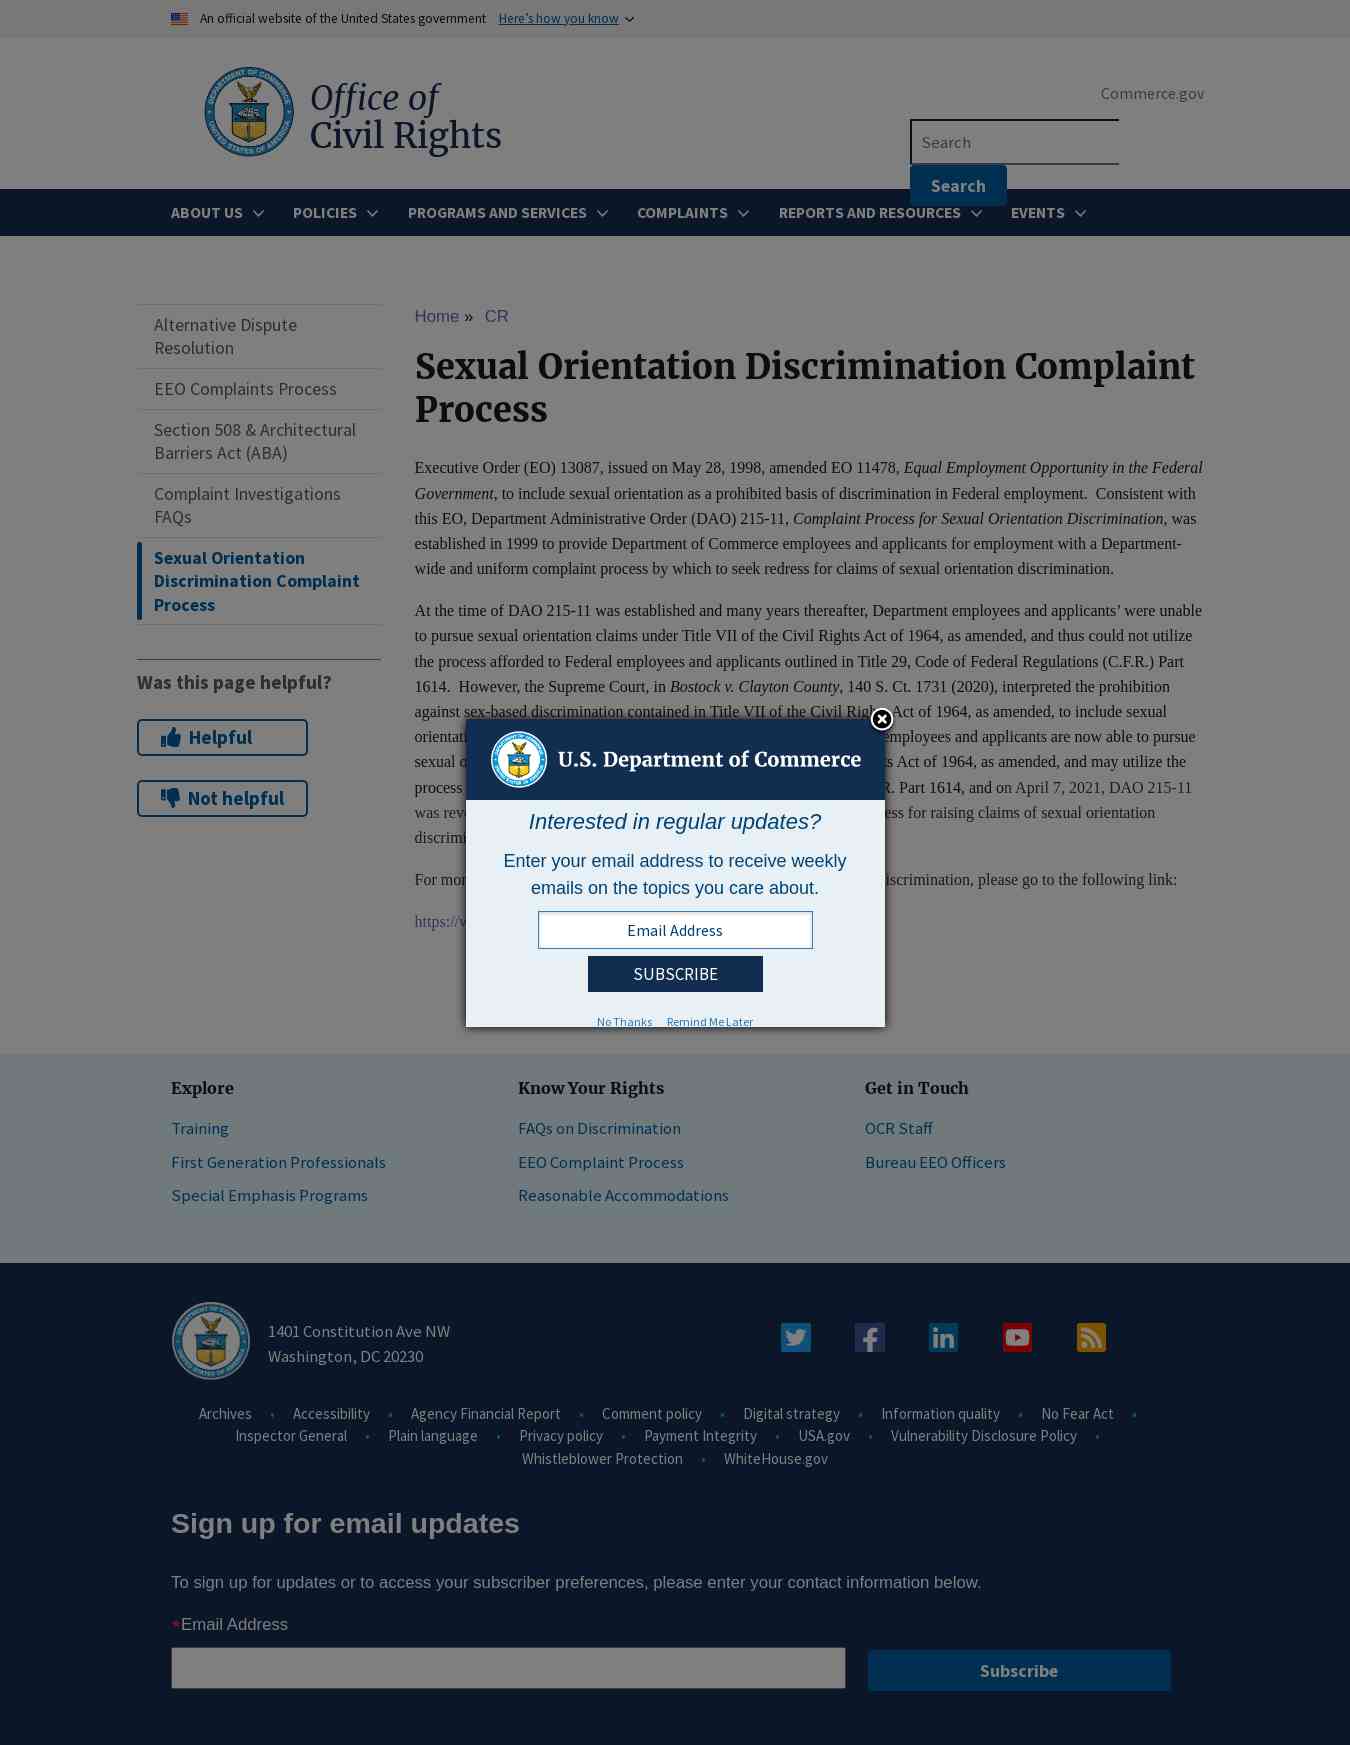 An official website of the United States government Here's how you know
Office of
Civil Rights
Commerce.gov
Search
Search
ABOUT US POLICIES PROGRAMS AND SERVICES COMPLAINTS REPORTS AND RESOURCES EVENTS
Alternative Dispute
Resolution
EEO Complaints Process
Section 508 & Architectural
Barriers Act (ABA)
Complaint Investigations
FAQs
Sexual Orientation
Discrimination Complaint
Process
Was this page helpful?
Helpful
Not helpful
Home » CR
Sexual Orientation Discrimination Complaint
Process
Executive Order (EO) 13087, issued on May 28, 1998, amended EO 11478, Equal Employment Opportunity in the Federal
Government, to include sexual orientation as a prohibited basis of discrimination in Federal employment.  Consistent with
this EO, Department Administrative Order (DAO) 215-11, Complaint Process for Sexual Orientation Discrimination, was
established in 1999 to provide Department of Commerce employees and applicants for employment with a Department-
wide and uniform complaint process by which to seek redress for claims of sexual orientation discrimination.
At the time of DAO 215-11 was established and many years thereafter, Department employees and applicants’ were unable
to pursue sexual orientation claims under Title VII of the Civil Rights Act of 1964, as amended, and thus could not utilize
the process afforded to Federal employees and applicants outlined in Title 29, Code of Federal Regulations (C.F.R.) Part
1614.  However, the Supreme Court, in Bostock v. Clayton County, 140 S. Ct. 1731 (2020), interpreted the prohibition
against sex-based discrimination contained in Title VII of the Civil Rights Act of 1964, as amended, to include sexual
employees and applicants are now able to pursue
sexual Act of 1964, as amended, and may utilize the
process Part 1614, and on April 7, 2021, DAO 215-11
was for raising claims of sexual orientation
For discrimination, please go to the following link:
https://
U.S. Department of Commerce
Interested in regular updates?
Enter your email address to receive weekly
emails on the topics you care about.
Email Address
SUBSCRIBE
No Thanks Remind Me Later
Explore
Training
First Generation Professionals
Special Emphasis Programs
Know Your Rights
FAQs on Discrimination
EEO Complaint Process
Reasonable Accommodations
Get in Touch
OCR Staff
Bureau EEO Officers
1401 Constitution Ave NW
Washington, DC 20230
Archives • Accessibility • Agency Financial Report • Comment policy • Digital strategy • Information quality • No Fear Act •
Inspector General • Plain language • Privacy policy • Payment Integrity • USA.gov • Vulnerability Disclosure Policy •
Whistleblower Protection • WhiteHouse.gov
Sign up for email updates
To sign up for updates or to access your subscriber preferences, please enter your contact information below.
*Email Address
Subscribe